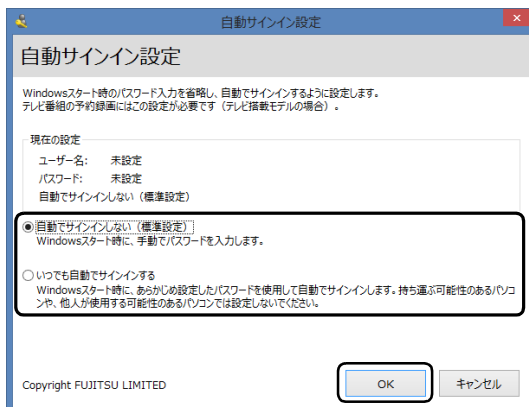 自動サインイン設定
自動サインイン設定
Windowsスタート時のパスワード入力を省略し、自動でサインインするように設定します。
テレビ番組の予約録画にはこの設定が必要です（テレビ搭載モデルの場合）。
現在の設定
ユーザー名: 未設定
パスワード: 未設定
自動でサインインしない（標準設定）
自動でサインインしない（標準設定）
Windowsスタート時に、手動でパスワードを入力します。
いつでも自動でサインインする
Windowsスタート時に、あらかじめ設定したパスワードを使用して自動でサインインします。持ち運ぶ可能性のあるパソコ
ンや、他人が使用する可能性のあるパソコンでは設定しないでください。
Copyright FUJITSU LIMITED
OK
キャンセル